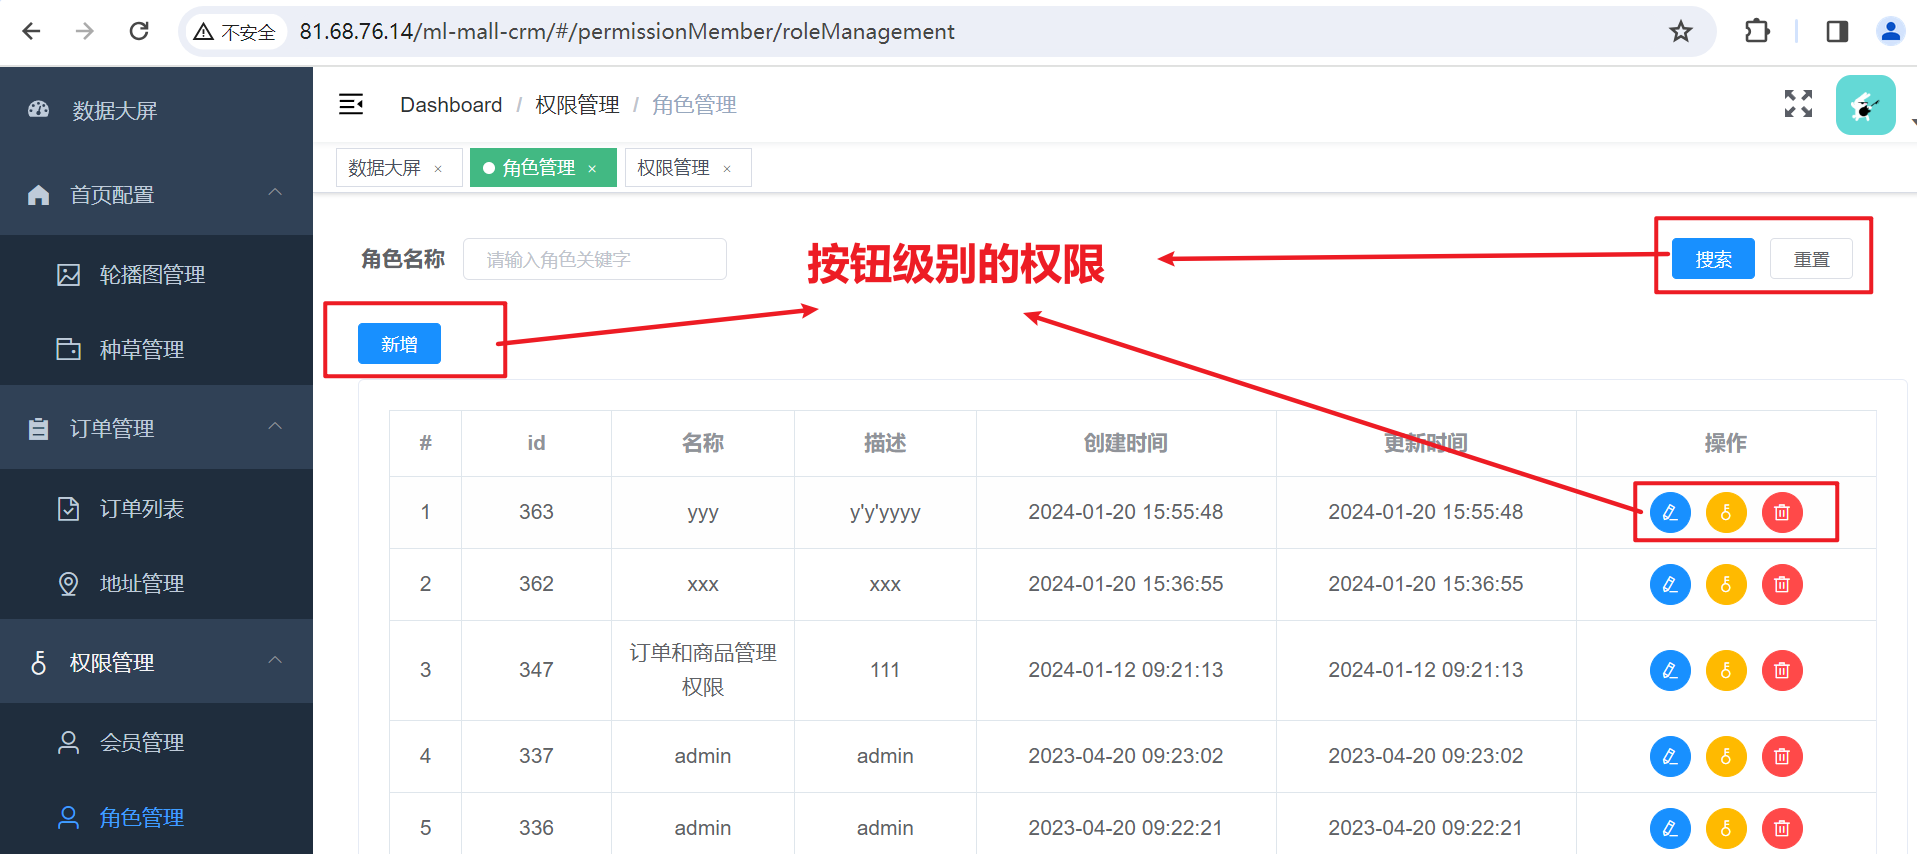 不安全 81.68.76.14/ml-mall-crm/#/permissionMember/roleManagement
数据大屏
首页配置
轮播图管理
种草管理
订单管理
订单列表
地址管理
权限管理
会员管理
角色管理
Dashboard / 权限管理 / 角色管理
数据大屏 × 角色管理 × 权限管理 ×
角色名称 请输入角色关键字
按钮级别的权限
搜索 重置
新增
# id 名称 描述 创建时间 更新时间 操作
1 363 yyy y'y'yyyy 2024-01-20 15:55:48 2024-01-20 15:55:48
2 362 xxx xxx 2024-01-20 15:36:55 2024-01-20 15:36:55
3 347 订单和商品管理权限 111 2024-01-12 09:21:13 2024-01-12 09:21:13
4 337 admin admin 2023-04-20 09:23:02 2023-04-20 09:23:02
5 336 admin admin 2023-04-20 09:22:21 2023-04-20 09:22:21